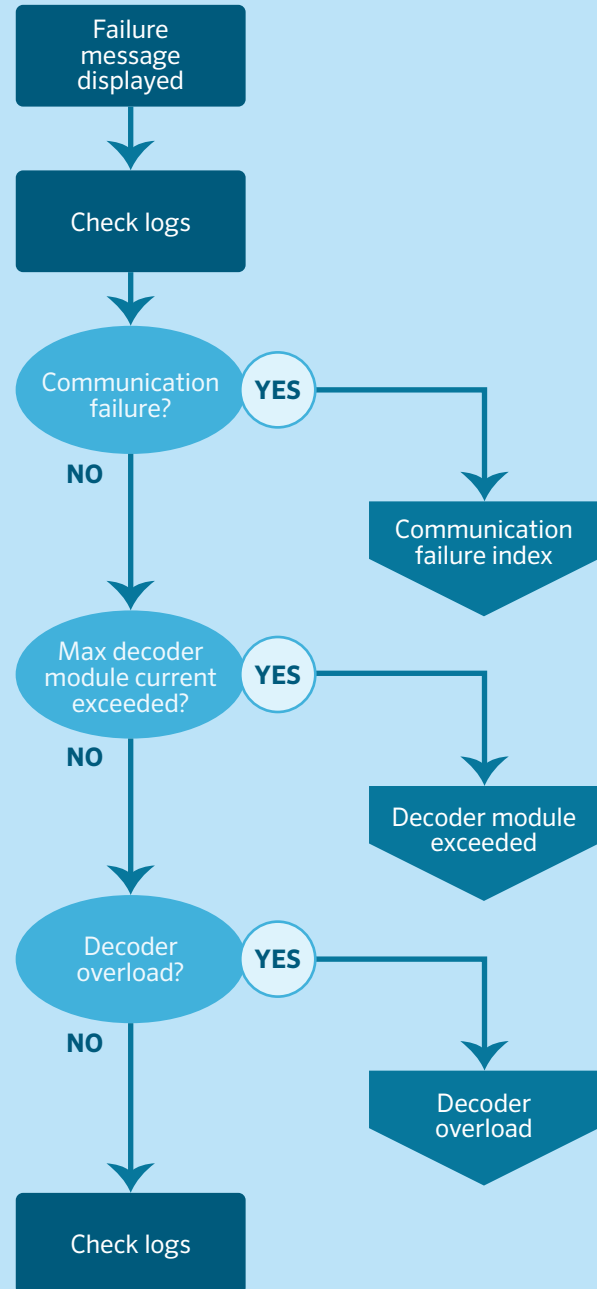 Failure
message
displayed
Check logs
Communication
failure?
YES
NO
Communication
failure index
Max decoder
module current
exceeded?
YES
NO
Decoder module
exceeded
Decoder
overload?
YES
NO
Decoder
overload
Check logs